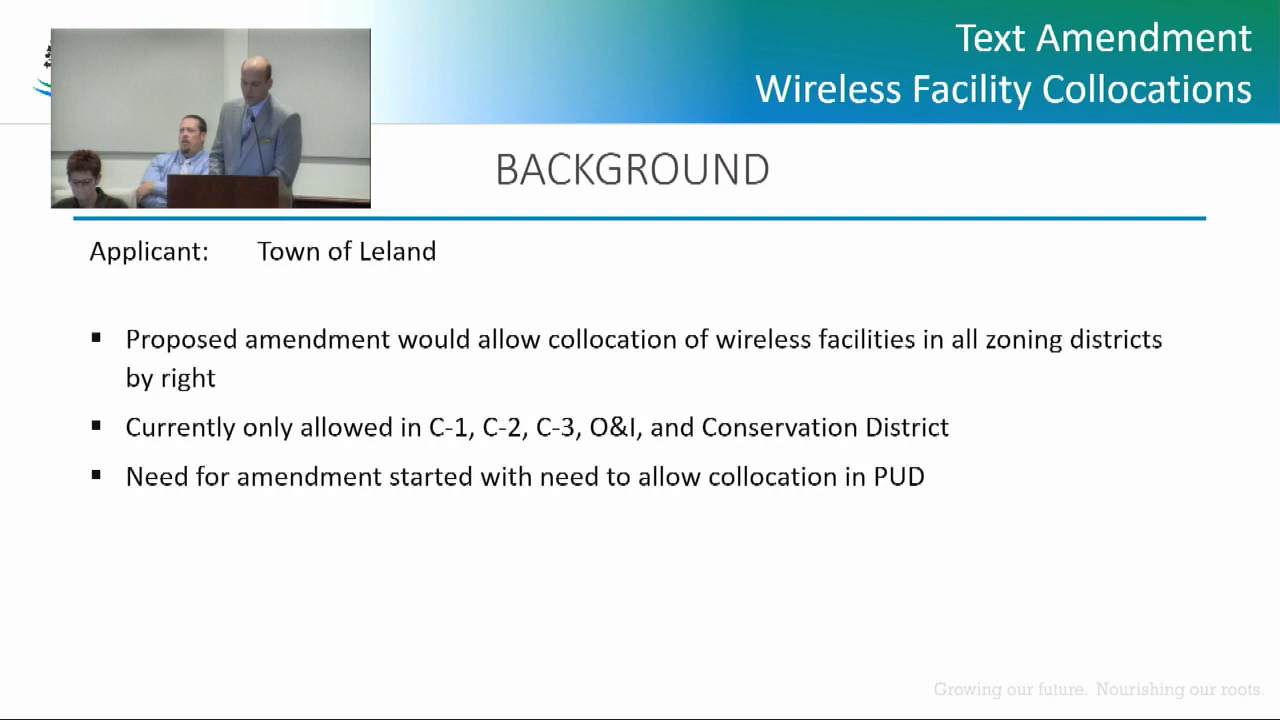 Text Amendment
Wireless Facility Collocations
BACKGROUND
Applicant: Town of Leland
▪ Proposed amendment would allow collocation of wireless facilities in all zoning districts
by right
▪ Currently only allowed in C-1, C-2, C-3, O&I, and Conservation District
▪ Need for amendment started with need to allow collocation in PUD
Growing our future. Nourishing our roots.